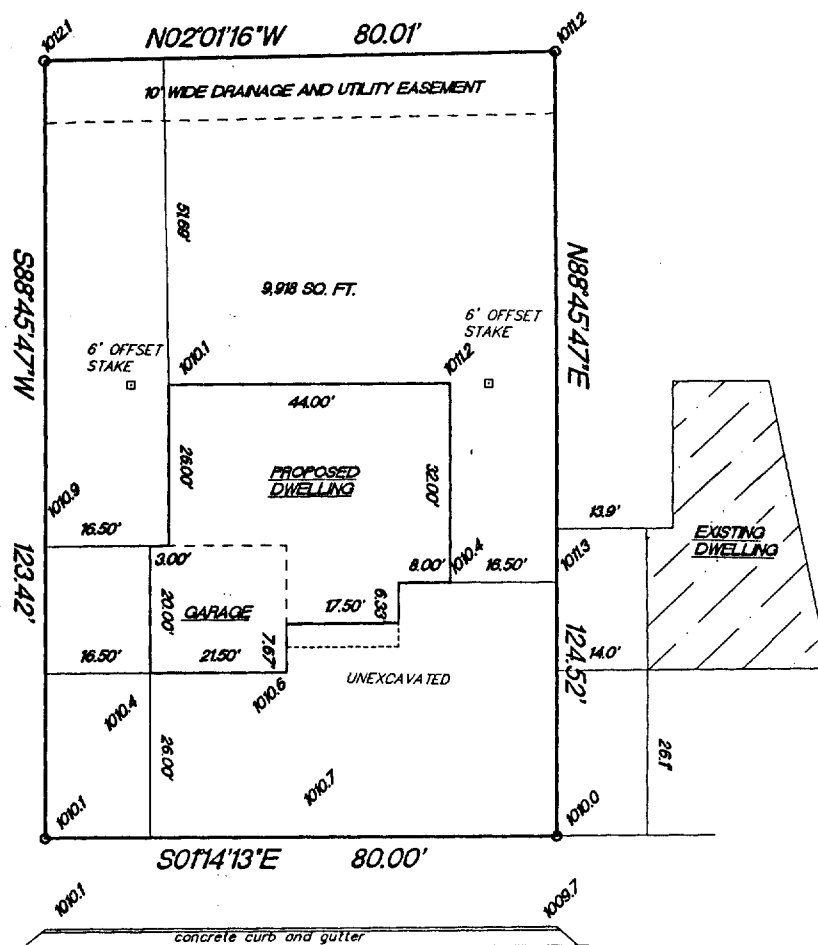 1012.1
N02°01'16"W 80.01'
1011.2
10' WIDE DRAINAGE AND UTILITY EASEMENT
51.69'
S88°45'47"W
N88°45'47"E
9,918 SQ. FT.
6' OFFSET
STAKE
6' OFFSET
STAKE
1010.1
1011.2
44.00'
26.00'
PROPOSED
DWELLING
32.00'
1010.9
16.50'
13.9'
EXISTING
DWELLING
3.00'
8.00'
1010.4
16.50'
1011.3
123.42'
20.00'
GARAGE
17.50'
6.33'
124.52'
16.50'
21.50'
7.67'
14.0'
UNEXCAVATED
1010.6
1010.4
26.00'
26.1'
1010.7
1010.1
1010.0
S01°14'13"E 80.00'
1010.1
1009.7
concrete curb and gutter